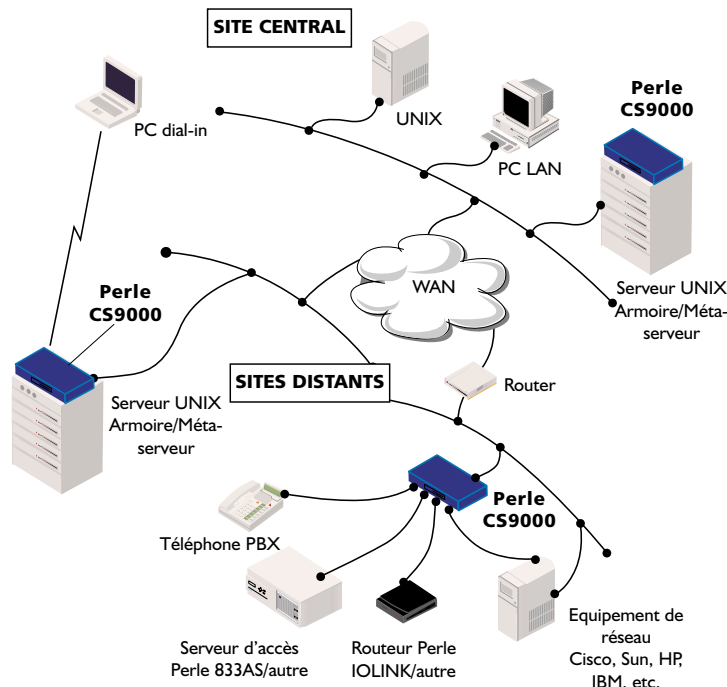 SITE CENTRAL
PC dial-in
UNIX
PC LAN
Perle
CS9000
Serveur UNIX
Armoire/Méta-
serveur
WAN
Perle
CS9000
SITES DISTANTS
Router
Serveur UNIX
Armoire/Méta-
serveur
Perle
CS9000
Téléphone PBX
Serveur d'accès
Perle 833AS/autre
Routeur Perle
IOLINK/autre
Equipement de
réseau
Cisco, Sun, HP,
IBM, etc.